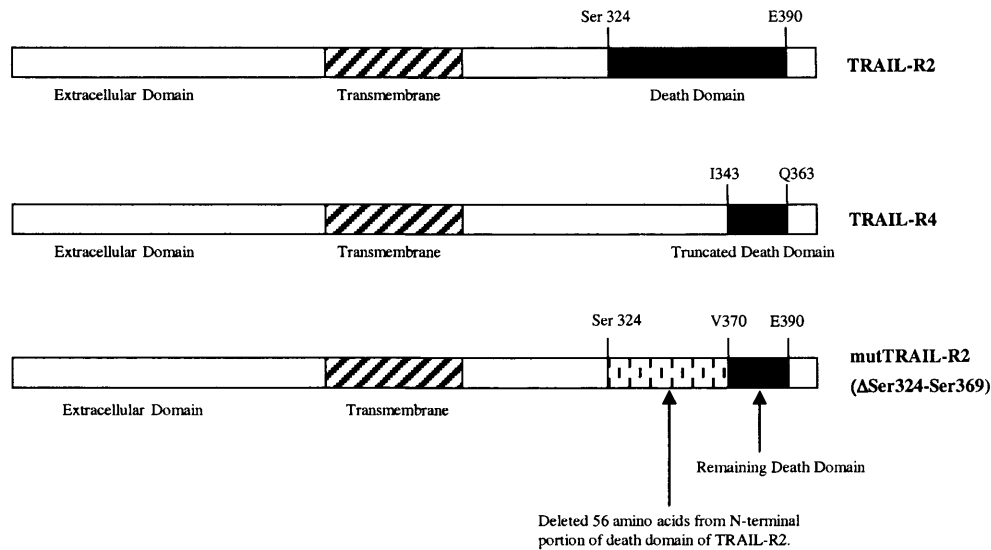 Ser 324 E390
TRAIL-R2
Extracellular Domain Transmembrane Death Domain
I343 Q363
TRAIL-R4
Extracellular Domain Transmembrane Truncated Death Domain
Ser 324 V370 E390
mutTRAIL-R2
(ΔSer324-Ser369)
Extracellular Domain Transmembrane
Remaining Death Domain
Deleted 56 amino acids from N-terminal
portion of death domain of TRAIL-R2.